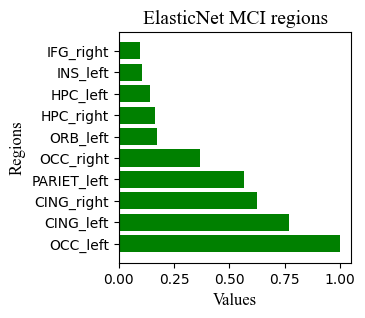 ElasticNet MCI regions
IFG_right
INS_left
HPC_left
HPC_right
ORB_left
OCC_right
PARIET_left
CING_right
CING_left
OCC_left
Regions
0.00 0.25 0.50 0.75 1.00
Values